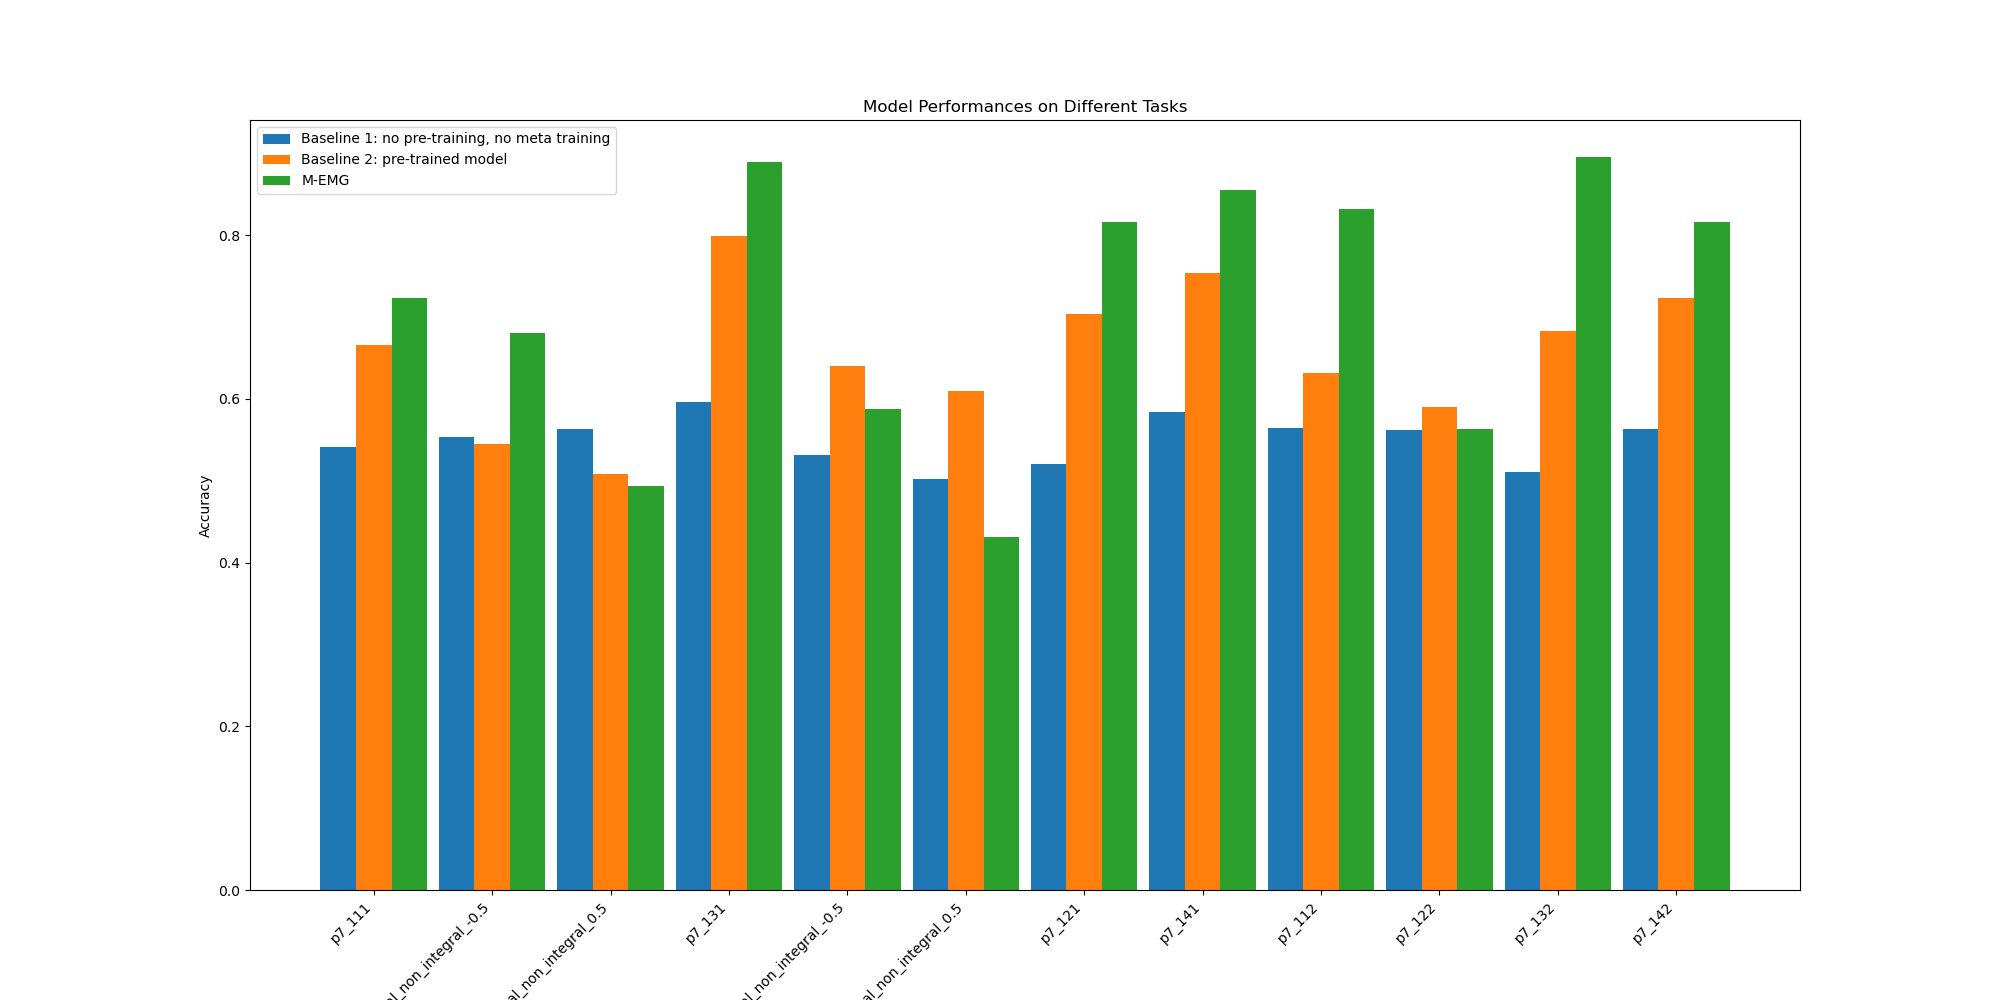 Model Performances on Different Tasks
Baseline 1: no pre-training, no meta training
Baseline 2: pre-trained model
M-EMG
Accuracy
0.8
0.6
0.4
0.2
0.0
p7_111
al_non_integral_-0.5
al_non_integral_0.5
p7_131
al_non_integral_-0.5
al_non_integral_0.5
p7_121
p7_141
p7_112
p7_122
p7_132
p7_142